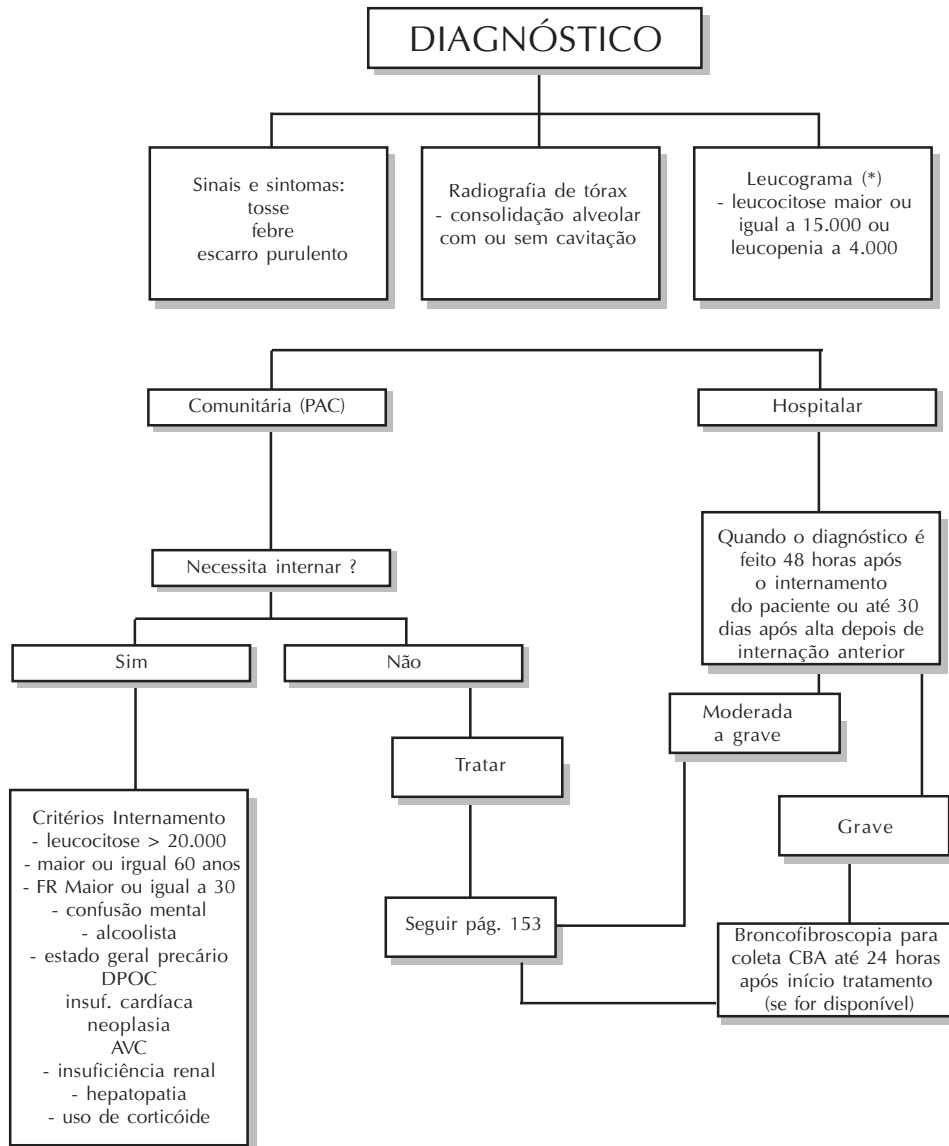 DIAGNÓSTICO
Sinais e sintomas:
tosse
febre
escarro purulento
Radiografia de tórax
- consolidação alveolar
com ou sem cavitação
Leucograma (*)
- leucocitose maior ou
igual a 15.000 ou
leucopenia a 4.000
Comunitária (PAC)
Hospitalar
Necessita internar ?
Quando o diagnóstico é
feito 48 horas após
o internamento
do paciente ou até 30
dias após alta depois de
internação anterior
Sim
Não
Moderada
a grave
Tratar
Critérios Internamento
- leucocitose > 20.000
- maior ou irgual 60 anos
- FR Maior ou igual a 30
- confusão mental
- alcoolista
- estado geral precário
DPOC
insuf. cardíaca
neoplasia
AVC
- insuficiência renal
- hepatopatia
- uso de corticóide
Grave
Seguir pág. 153
Broncofibroscopia para
coleta CBA até 24 horas
após início tratamento
(se for disponível)